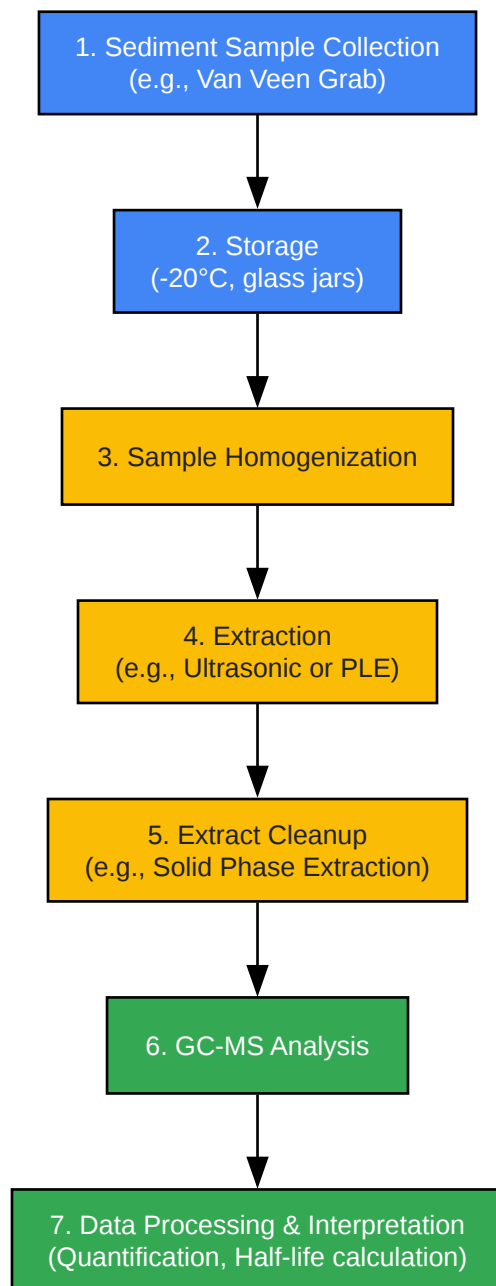 1. Sediment Sample Collection
(e.g., Van Veen Grab)
2. Storage
(-20°C, glass jars)
3. Sample Homogenization
4. Extraction
(e.g., Ultrasonic or PLE)
5. Extract Cleanup
(e.g., Solid Phase Extraction)
6. GC-MS Analysis
7. Data Processing & Interpretation
(Quantification, Half-life calculation)